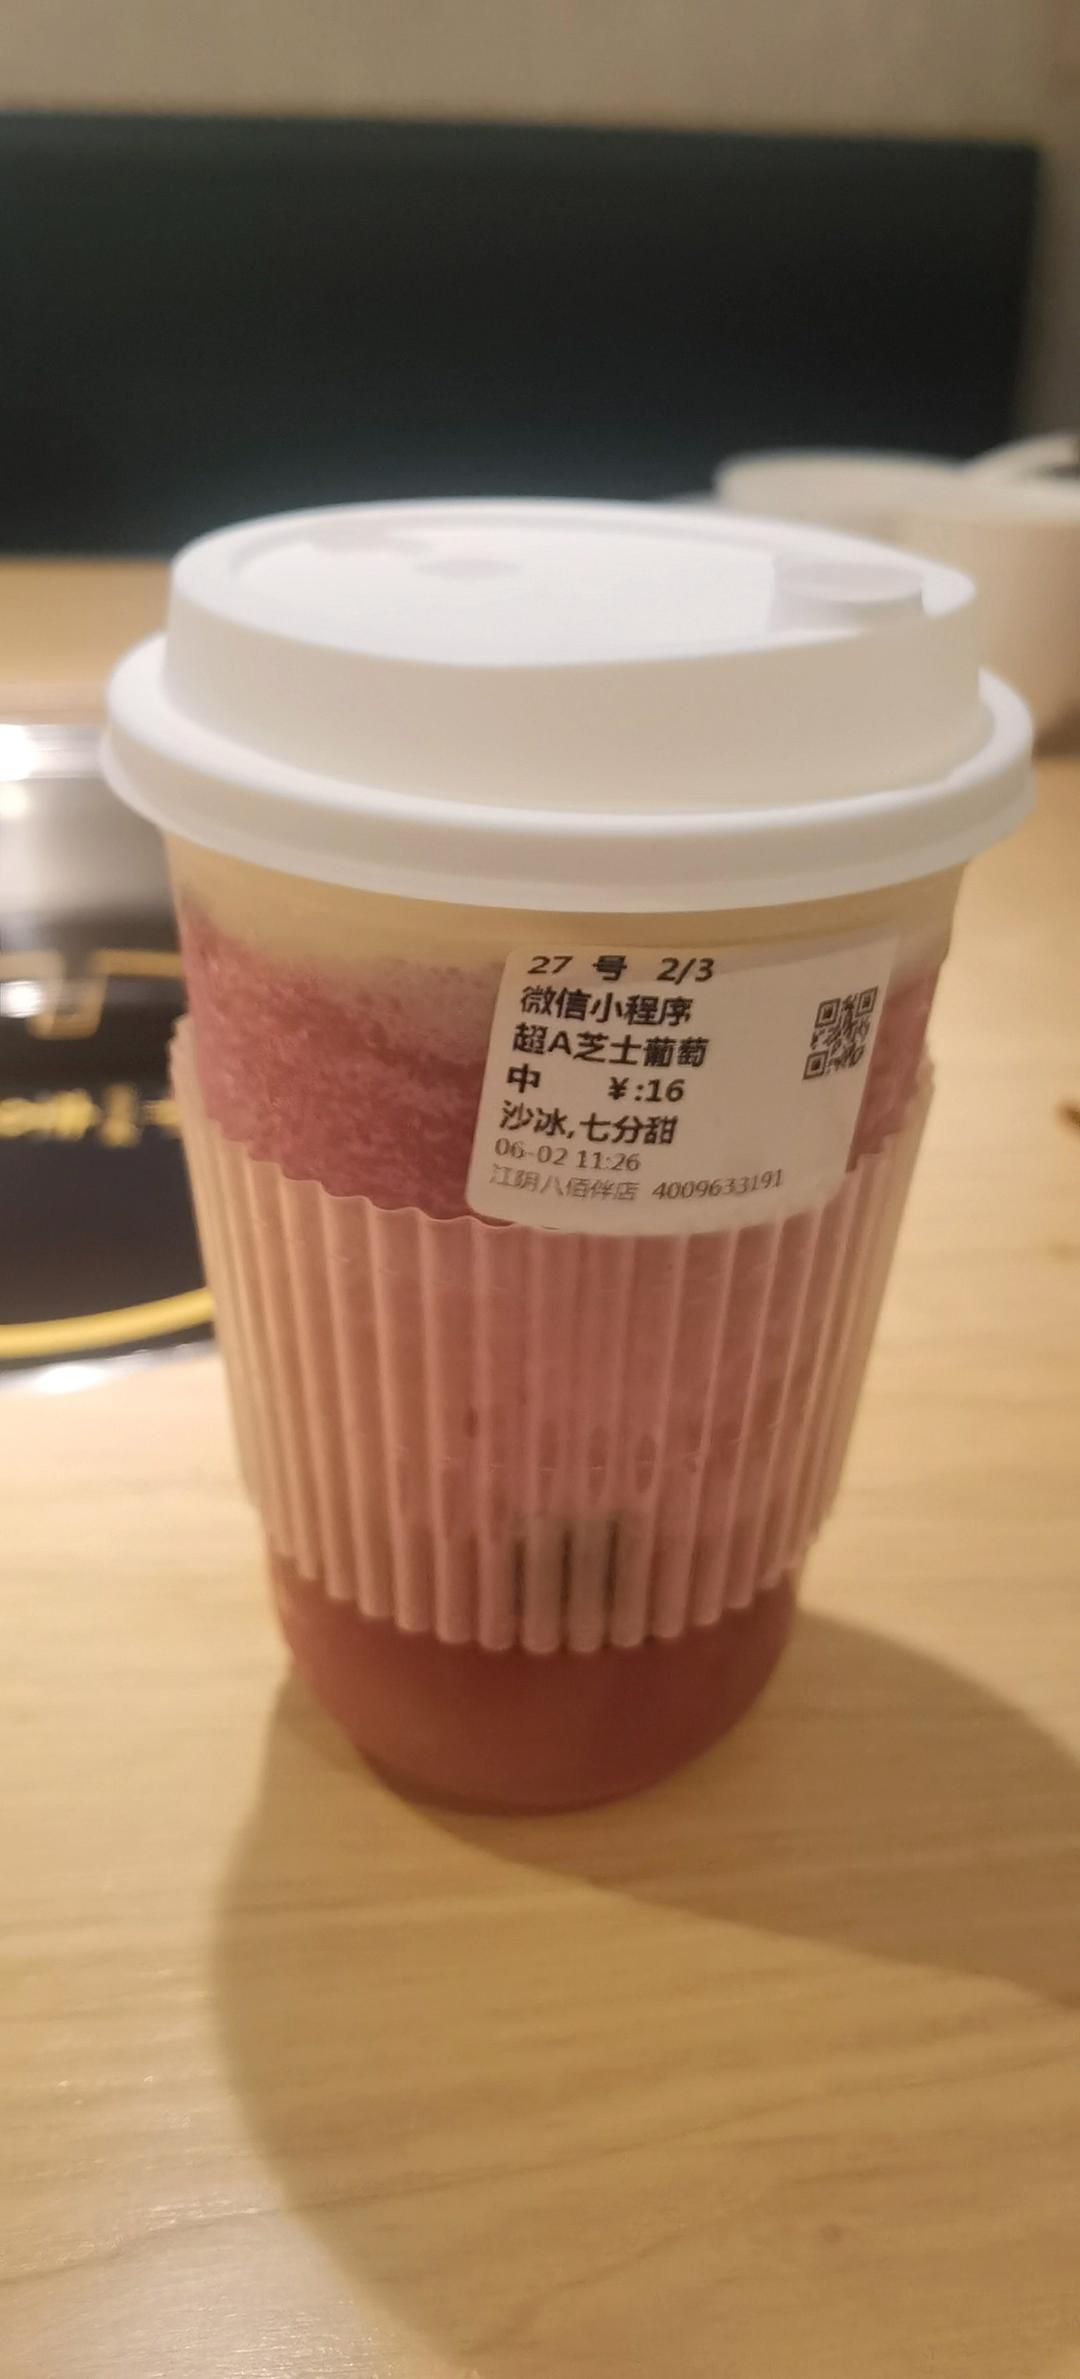 27 号 2/3
微信小程序
超A芝士葡萄
中 ¥:16
沙冰,七分甜
06-02 11:26
江阴八佰伴店 4009633191